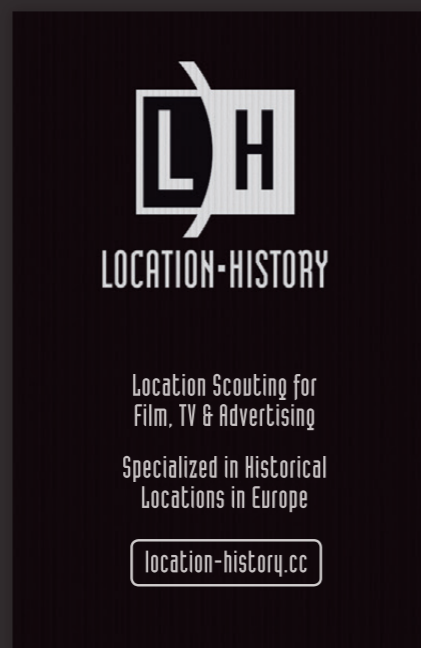 LH
LOCATION-HISTORY
Location Scouting for
Film, TV & Advertising
Specialized in Historical
Locations in Europe
location-history.cc